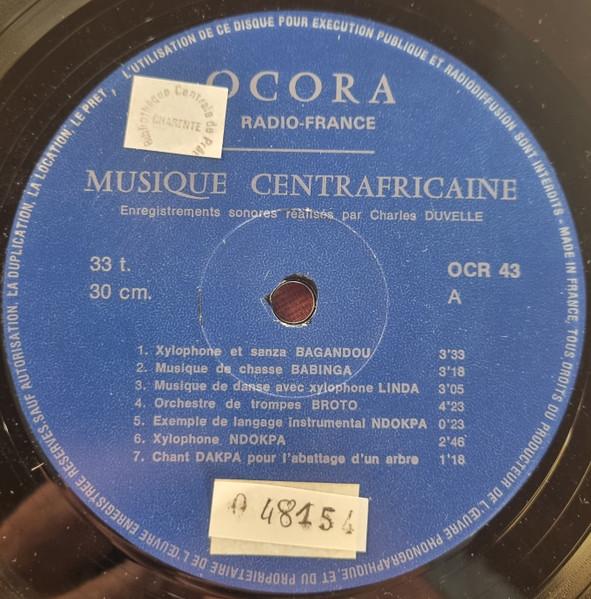 OCORA
RADIO-FRANCE
MUSIQUE CENTRAFRICAINE
Enregistrements sonores réalisés par Charles DUVELLE
33 t.
30 cm.
OCR 43
A
1. Xylophone et sanza BAGANDOU 3'33
2. Musique de chasse BABINGA 3'18
3. Musique de danse avec xylophone LINDA 3'05
4. Orchestre de trompes BROTO 4'23
5. Exemple de langage instrumental NDOKPA 0'23
6. Xylophone NDOKPA 2'46
7. Chant DAKPA pour l'abattage d'un arbre 1'18
48154
Bibliothèque Centrale de Prêt
CHARENTE
MADE IN FRANCE. TOUS DROITS DU PRODUCTEUR DE L'ŒUVRE PHONOGRAPHIQUE, ET DU PROPRIETAIRE DE L'ŒUVRE ENREGISTREE RESERVES. SAUF AUTORISATION, LA DUPLICATION, LA LOCATION, LE PRET, L'UTILISATION DE CE DISQUE POUR EXECUTION PUBLIQUE ET RADIODIFFUSION SONT INTERDITS -